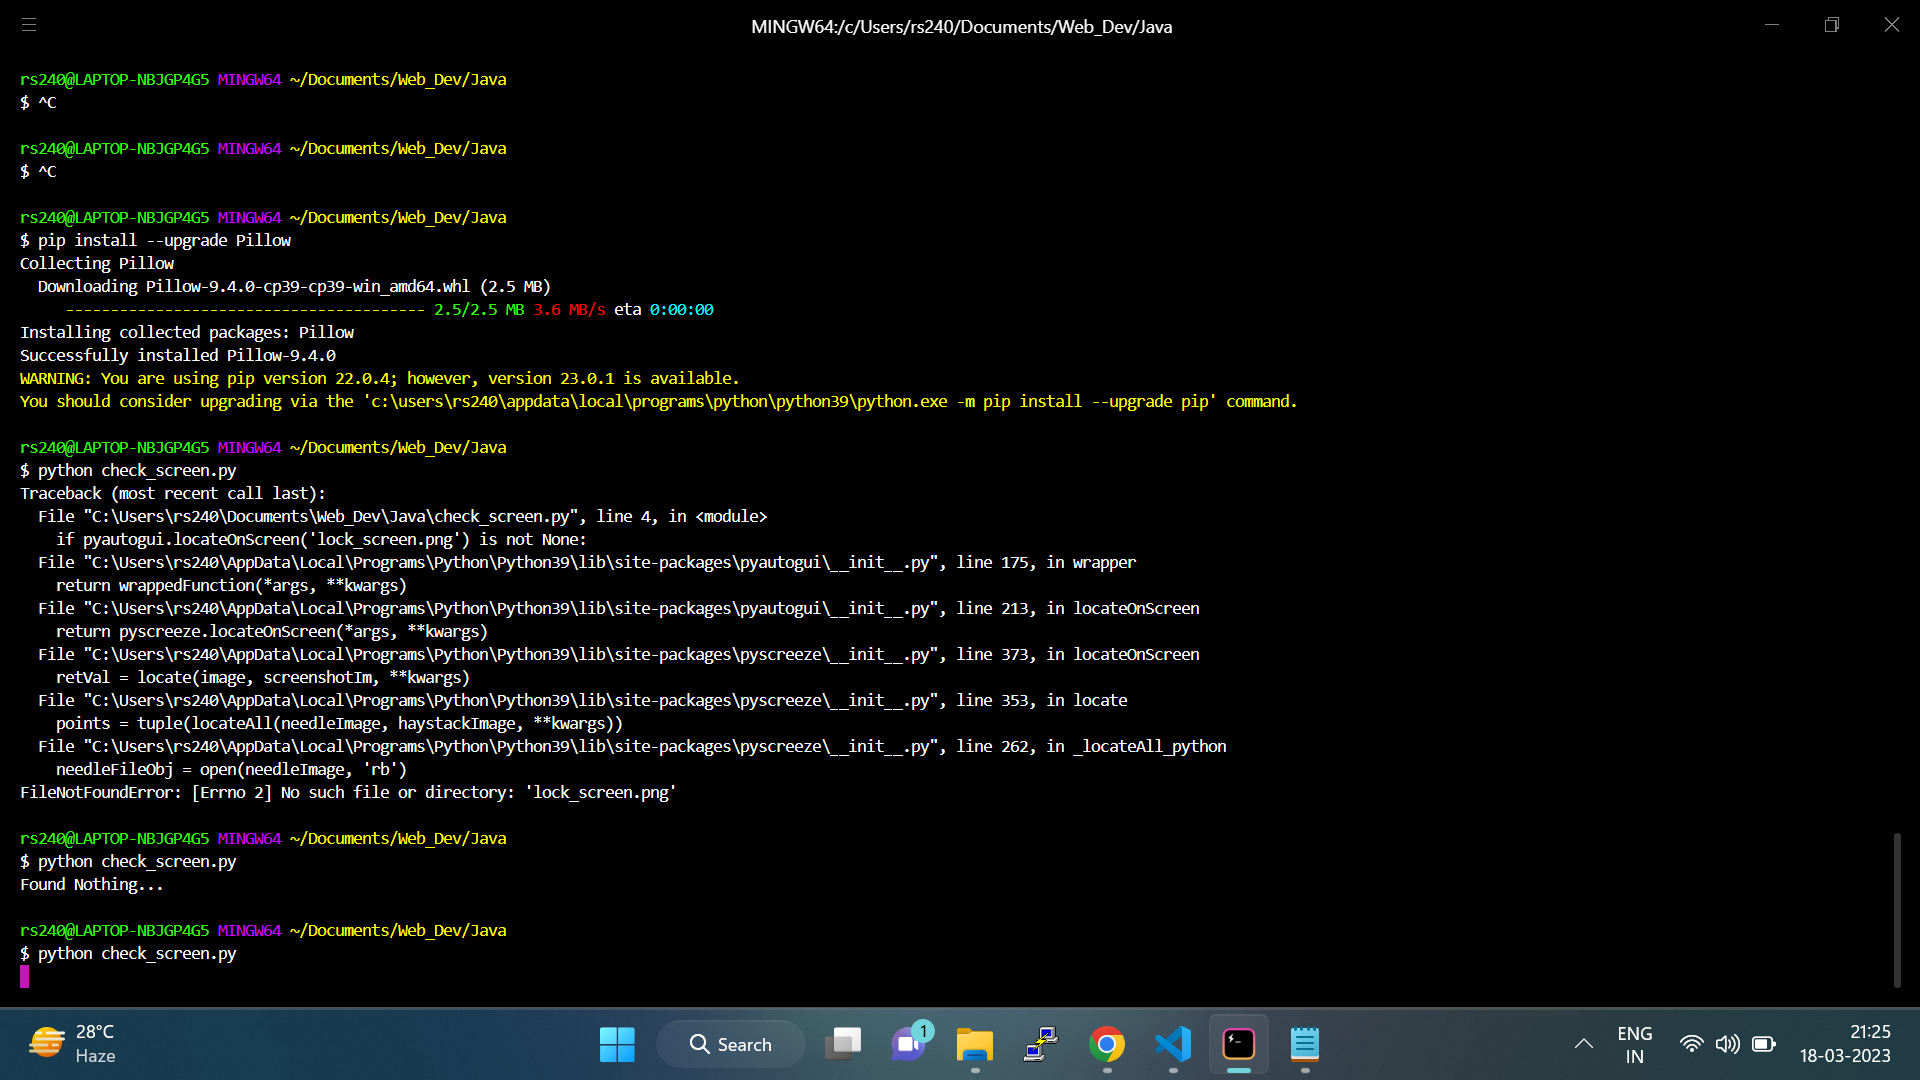 MINGW64:/c/Users/rs240/Documents/Web_Dev/Java
rs240@LAPTOP-NBJGP4G5 MINGW64 ~/Documents/Web_Dev/Java
$ ^C
rs240@LAPTOP-NBJGP4G5 MINGW64 ~/Documents/Web_Dev/Java
$ ^C
rs240@LAPTOP-NBJGP4G5 MINGW64 ~/Documents/Web_Dev/Java
$ pip install --upgrade Pillow
Collecting Pillow
  Downloading Pillow-9.4.0-cp39-cp39-win_amd64.whl (2.5 MB)
     ---------------------------------------- 2.5/2.5 MB 3.6 MB/s eta 0:00:00
Installing collected packages: Pillow
Successfully installed Pillow-9.4.0
WARNING: You are using pip version 22.0.4; however, version 23.0.1 is available.
You should consider upgrading via the 'c:\users\rs240\appdata\local\programs\python\python39\python.exe -m pip install --upgrade pip' command.
rs240@LAPTOP-NBJGP4G5 MINGW64 ~/Documents/Web_Dev/Java
$ python check_screen.py
Traceback (most recent call last):
  File "C:\Users\rs240\Documents\Web_Dev\Java\check_screen.py", line 4, in <module>
    if pyautogui.locateOnScreen('lock_screen.png') is not None:
  File "C:\Users\rs240\AppData\Local\Programs\Python\Python39\lib\site-packages\pyautogui\__init__.py", line 175, in wrapper
    return wrappedFunction(*args, **kwargs)
  File "C:\Users\rs240\AppData\Local\Programs\Python\Python39\lib\site-packages\pyautogui\__init__.py", line 213, in locateOnScreen
    return pyscreeze.locateOnScreen(*args, **kwargs)
  File "C:\Users\rs240\AppData\Local\Programs\Python\Python39\lib\site-packages\pyscreeze\__init__.py", line 373, in locateOnScreen
    retVal = locate(image, screenshotIm, **kwargs)
  File "C:\Users\rs240\AppData\Local\Programs\Python\Python39\lib\site-packages\pyscreeze\__init__.py", line 353, in locate
    points = tuple(locateAll(needleImage, haystackImage, **kwargs))
  File "C:\Users\rs240\AppData\Local\Programs\Python\Python39\lib\site-packages\pyscreeze\__init__.py", line 262, in _locateAll_python
    needleFileObj = open(needleImage, 'rb')
FileNotFoundError: [Errno 2] No such file or directory: 'lock_screen.png'
rs240@LAPTOP-NBJGP4G5 MINGW64 ~/Documents/Web_Dev/Java
$ python check_screen.py
Found Nothing...
rs240@LAPTOP-NBJGP4G5 MINGW64 ~/Documents/Web_Dev/Java
$ python check_screen.py
28°C
Haze
Search
1
ENG
IN
21:25
18-03-2023